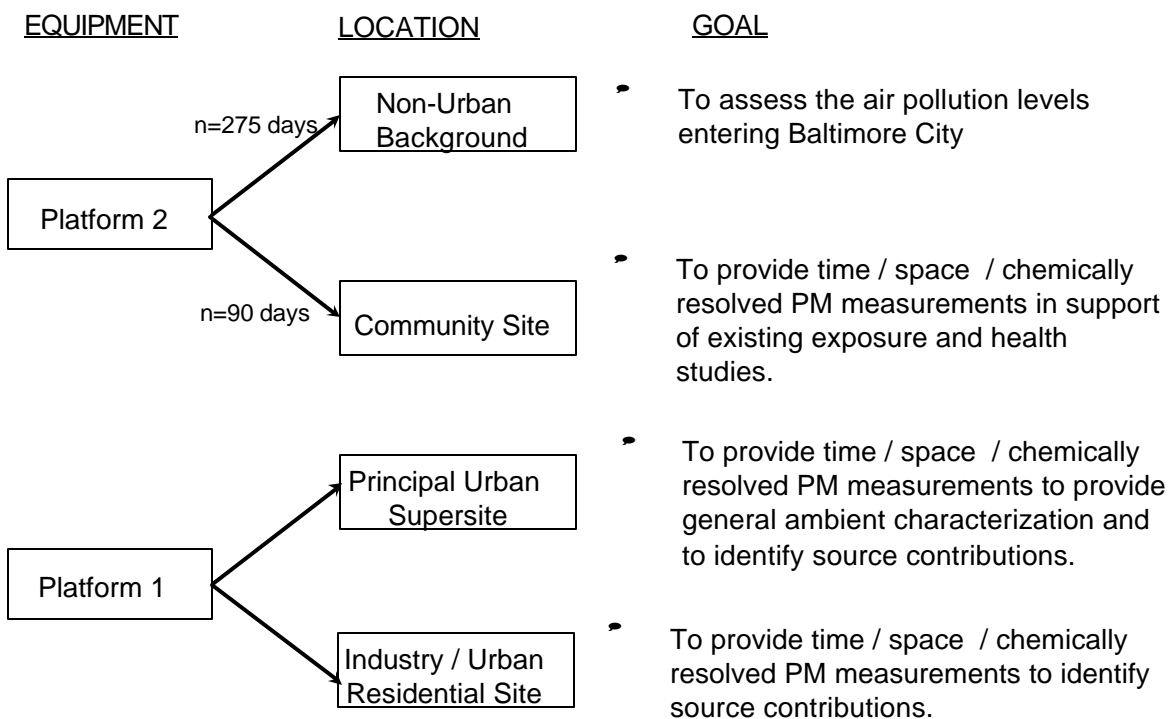 EQUIPMENT
LOCATION
GOAL
n=275 days
Non-Urban
Background
To assess the air pollution levels
entering Baltimore City
Platform 2
n=90 days
Community Site
To provide time / space / chemically
resolved PM measurements in support
of existing exposure and health
studies.
Principal Urban
Supersite
To provide time / space / chemically
resolved PM measurements to provide
general ambient characterization and
to identify source contributions.
Platform 1
Industry / Urban
Residential Site
To provide time / space / chemically
resolved PM measurements to identify
source contributions.